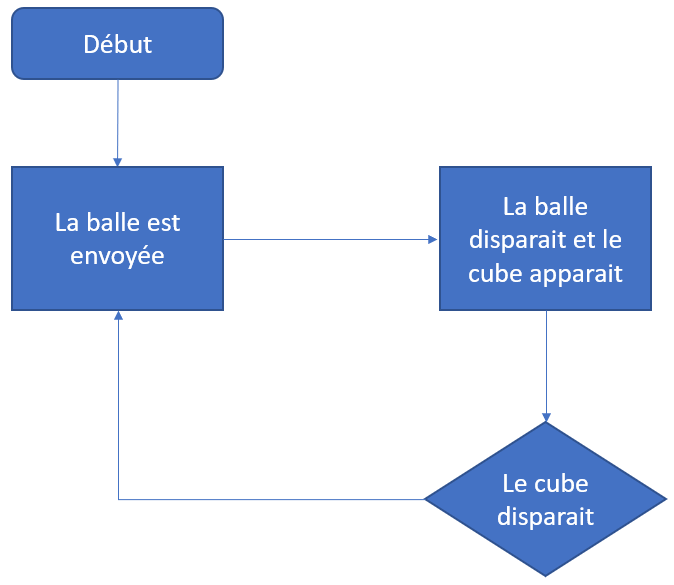 Début
La balle est
envoyée
La balle
disparait et le
cube apparait
Le cube
disparait